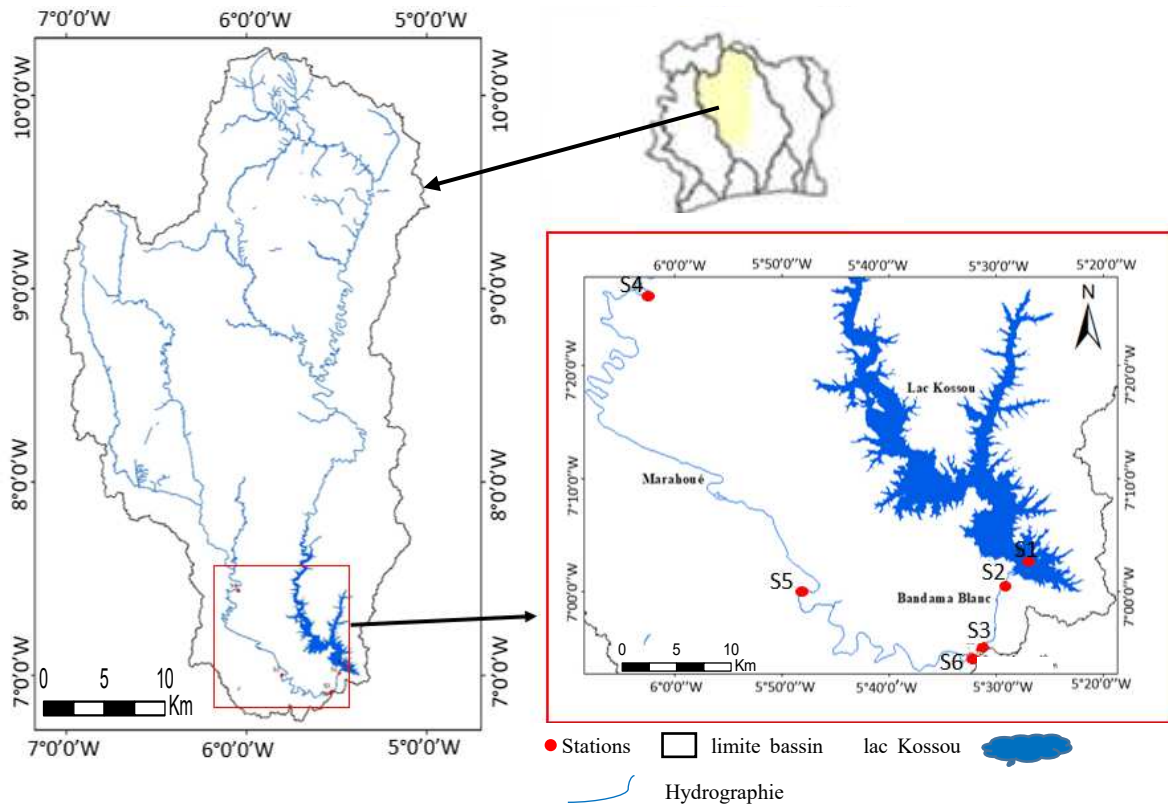 7°0'0"W 6°0'0"W 5°0'0"W
10°0'0"W 10°0'0"W
9°0'0"W 9°0'0"W
8°0'0"W 8°0'0"W
7°0'0"W 7°0'0"W
0 5 10
Km
7°0'0"W 6°0'0"W 5°0'0"W
6°0'0"W 5°50'0"W 5°40'0"W 5°30'0"W 5°20'0"W
S4
N
7°20'0"W 7°20'0"W
Lac Kossou
Marahoué
7°10'0"W 7°10'0"W
S1
S2
S5
Bandama Blanc
7°00'0"W 7°00'0"W
S3
S6
0 5 10
Km
6°0'0"W 5°50'0"W 5°40'0"W 5°30'0"W 5°20'0"W
Stations limite bassin lac Kossou
Hydrographie